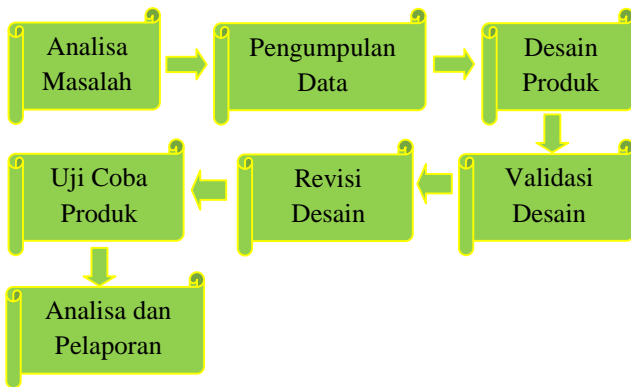 Analisa
Masalah
Pengumpulan
Data
Desain
Produk
Validasi
Desain
Revisi
Desain
Uji Coba
Produk
Analisa dan
Pelaporan